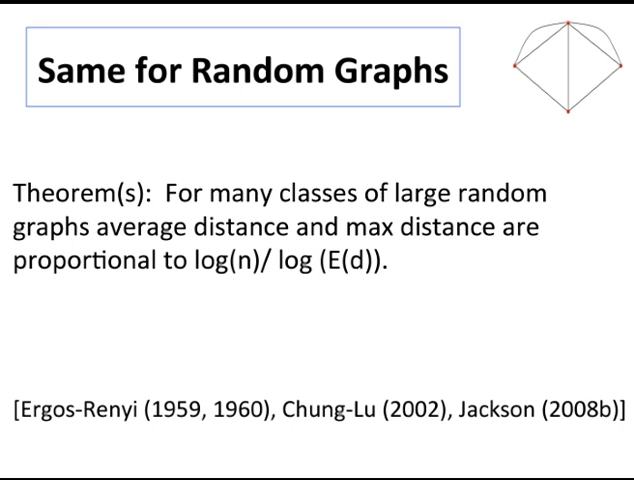 Same for Random Graphs
Theorem(s): For many classes of large random
graphs average distance and max distance are
proportional to log(n)/ log (E(d)).
[Ergos-Renyi (1959, 1960), Chung-Lu (2002), Jackson (2008b)]